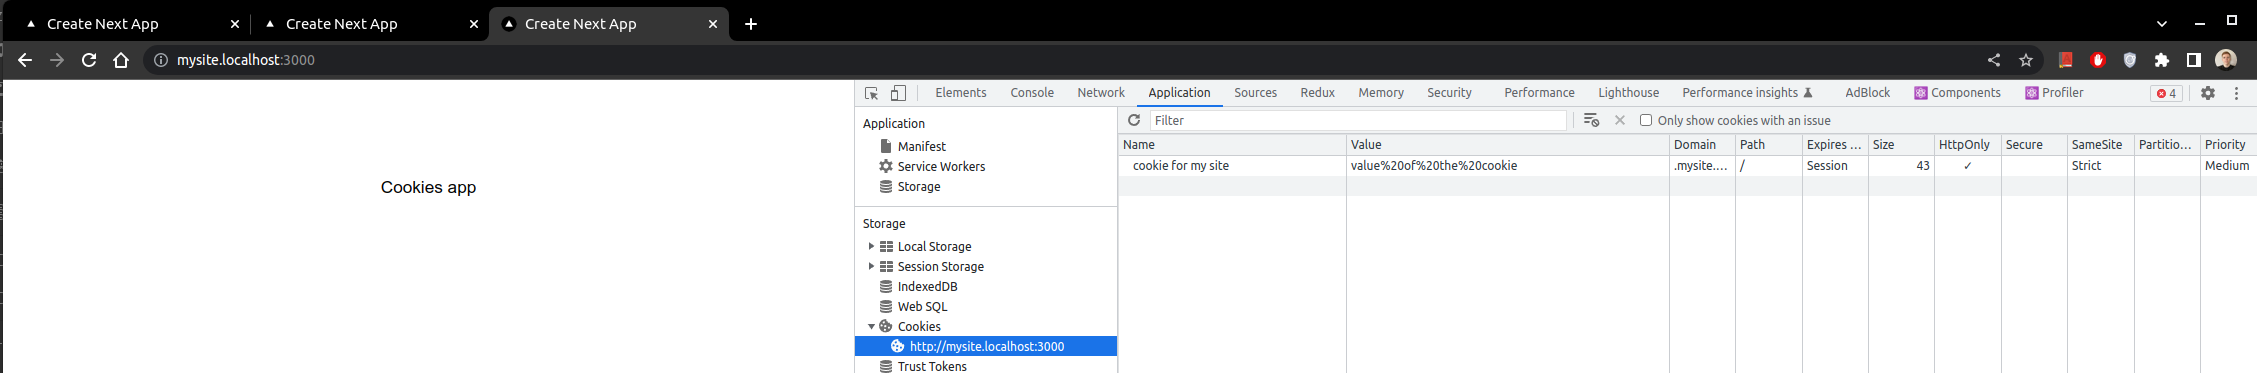 Create Next App
Create Next App
Create Next App
mysite.localhost:3000
Elements Console Network Application Sources Redux Memory Security Performance Lighthouse Performance insights AdBlock Components Profiler 4
Application
Manifest
Service Workers
Storage
Storage
Local Storage
Session Storage
IndexedDB
Web SQL
Cookies
http://mysite.localhost:3000
Trust Tokens
Filter
Only show cookies with an issue
Name Value Domain Path Expires ... Size HttpOnly Secure SameSite Partitio... Priority
cookie for my site value%20of%20the%20cookie .mysite.... / Session 43 ✓ Strict Medium
Cookies app